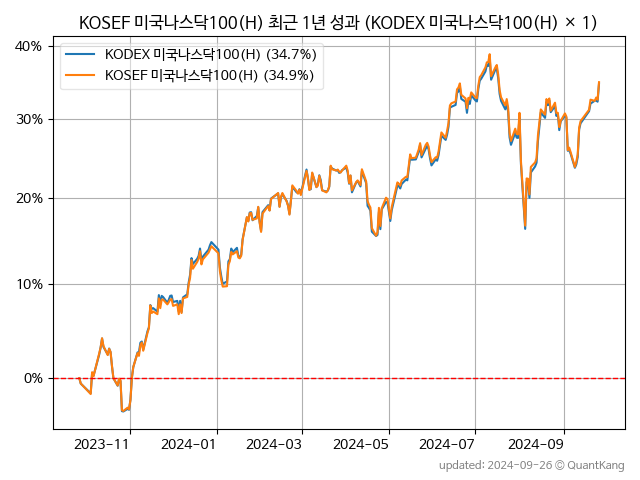 KOSEF 미국나스닥100(H) 최근 1년 성과 (KODEX 미국나스닥100(H) × 1)
KODEX 미국나스닥100(H) (34.7%)
KOSEF 미국나스닥100(H) (34.9%)
40%
30%
20%
10%
0%
2023-11 2024-01 2024-03 2024-05 2024-07 2024-09
updated: 2024-09-26 © QuantKang